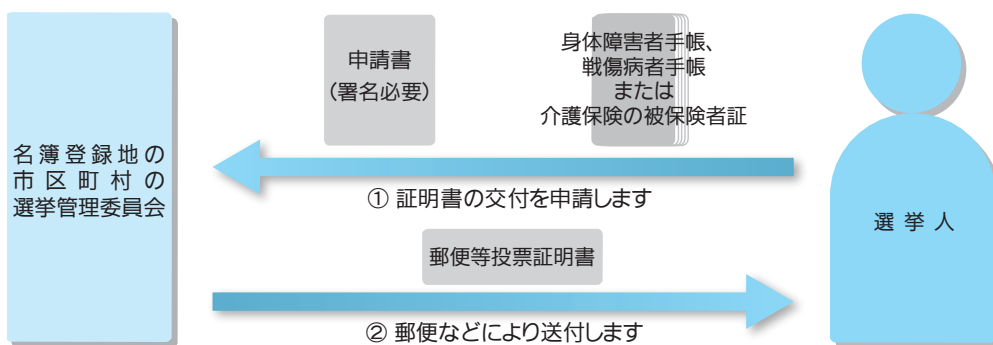 申請書
（署名必要）
身体障害者手帳、
戦傷病者手帳
または
介護保険の被保険者証
名簿登録地の
市区町村の
選挙管理委員会
① 証明書の交付を申請します
選挙人
郵便等投票証明書
② 郵便などにより送付します